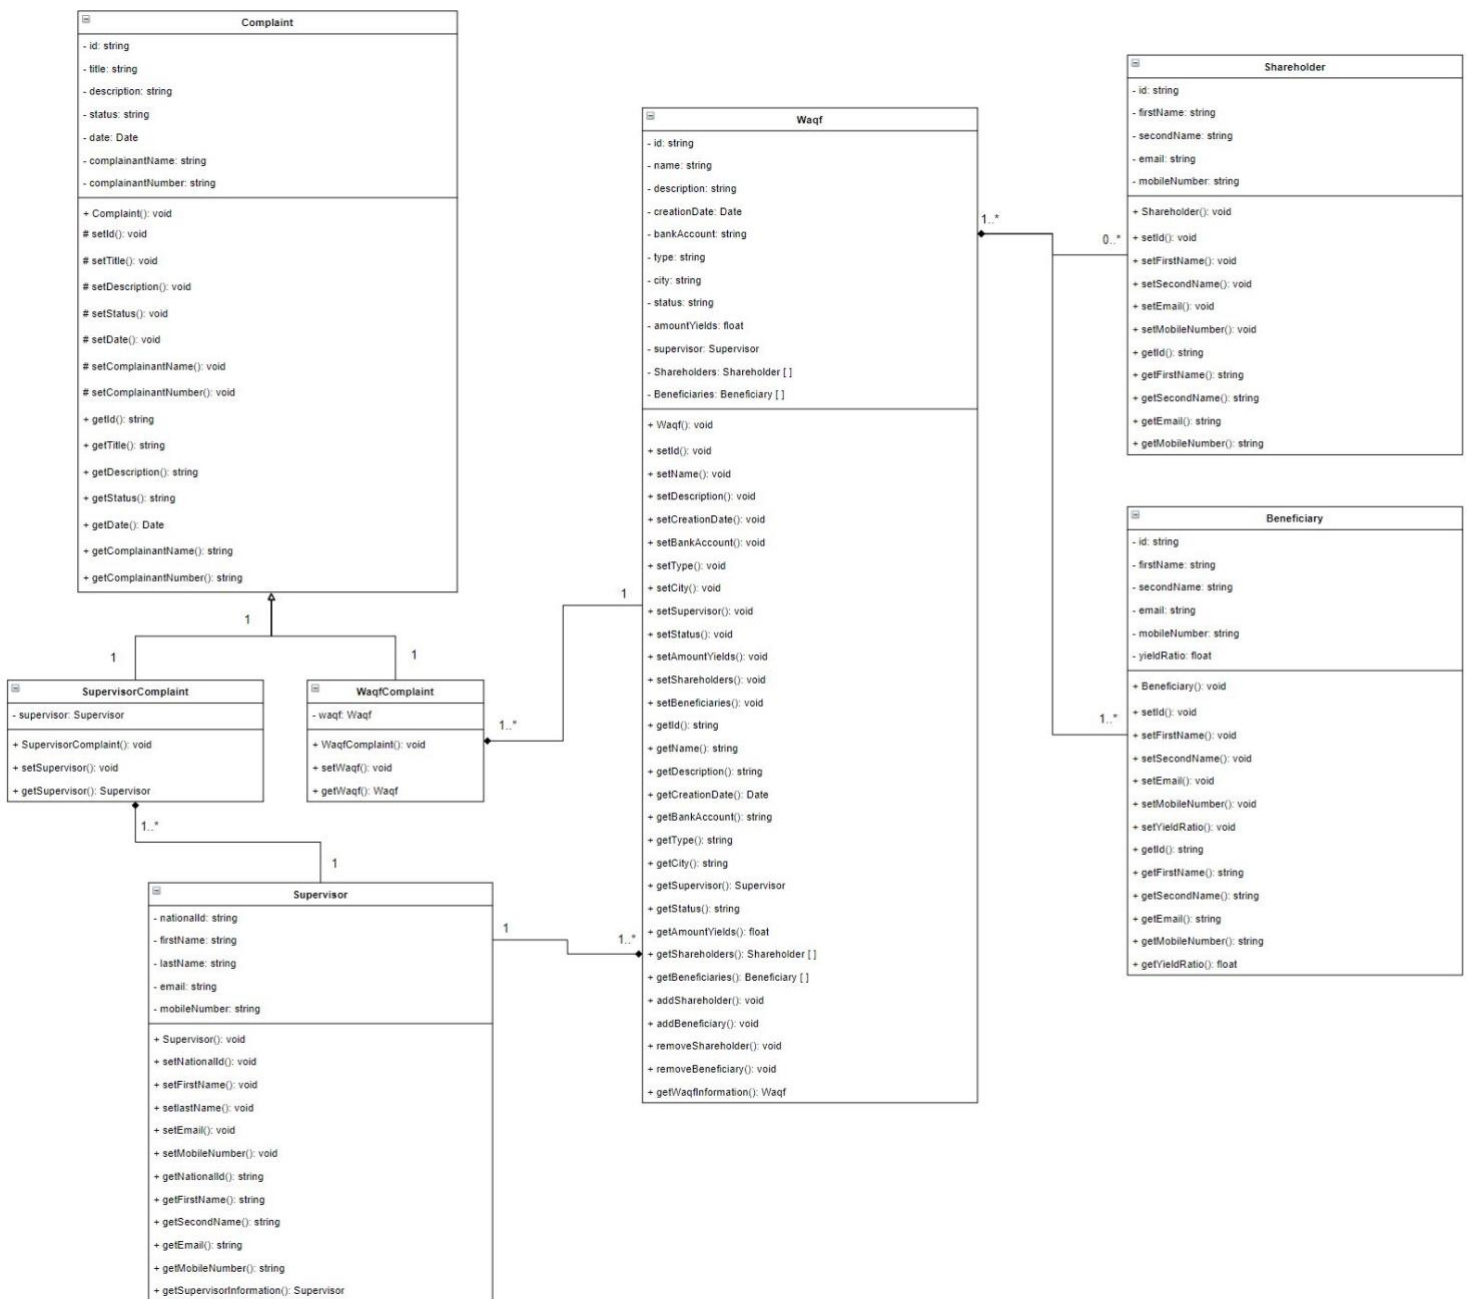 Complaint
- id: string
- title: string
- description: string
- status: string
- date: Date
- complainantName: string
- complainantNumber: string
+ Complaint(): void
# setId(): void
# setTitle(): void
# setDescription(): void
# setStatus(): void
# setDate(): void
# setComplainantName(): void
# setComplainantNumber(): void
+ getId(): string
+ getTitle(): string
+ getDescription(): string
+ getStatus(): string
+ getDate(): Date
+ getComplainantName(): string
+ getComplainantNumber(): string
1
1
1
SupervisorComplaint
- supervisor: Supervisor
+ SupervisorComplaint(): void
+ setSupervisor(): void
+ getSupervisor(): Supervisor
1..*
1
WaqfComplaint
- waqf: Waqf
+ WaqfComplaint(): void
+ setWaqf(): void
+ getWaqf(): Waqf
1..*
1
Supervisor
- nationalId: string
- firstName: string
- lastName: string
- email: string
- mobileNumber: string
+ Supervisor(): void
+ setNationalId(): void
+ setFirstName(): void
+ setlastName(): void
+ setEmail(): void
+ setMobileNumber(): void
+ getNationalId(): string
+ getFirstName(): string
+ getSecondName(): string
+ getEmail(): string
+ getMobileNumber(): string
+ getSupervisorInformation(): Supervisor
1
1..*
Waqf
- id: string
- name: string
- description: string
- creationDate: Date
- bankAccount: string
- type: string
- city: string
- status: string
- amountYields: float
- supervisor: Supervisor
- Shareholders: Shareholder [ ]
- Beneficiaries: Beneficiary [ ]
+ Waqf(): void
+ setId(): void
+ setName(): void
+ setDescription(): void
+ setCreationDate(): void
+ setBankAccount(): void
+ setType(): void
+ setCity(): void
+ setSupervisor(): void
+ setStatus(): void
+ setAmountYields(): void
+ setShareholders(): void
+ setBeneficiaries(): void
+ getId(): string
+ getName(): string
+ getDescription(): string
+ getCreationDate(): Date
+ getBankAccount(): string
+ getType(): string
+ getCity(): string
+ getSupervisor(): Supervisor
+ getStatus(): string
+ getAmountYields(): float
+ getShareholders(): Shareholder [ ]
+ getBeneficiaries(): Beneficiary [ ]
+ addShareholder(): void
+ addBeneficiary(): void
+ removeShareholder(): void
+ removeBeneficiary(): void
+ getWaqfInformation(): Waqf
1..*
0..*
1..*
Shareholder
- id: string
- firstName: string
- secondName: string
- email: string
- mobileNumber: string
+ Shareholder(): void
+ setId(): void
+ setFirstName(): void
+ setSecondName(): void
+ setEmail(): void
+ setMobileNumber(): void
+ getId(): string
+ getFirstName(): string
+ getSecondName(): string
+ getEmail(): string
+ getMobileNumber(): string
Beneficiary
- id: string
- firstName: string
- secondName: string
- email: string
- mobileNumber: string
- yieldRatio: float
+ Beneficiary(): void
+ setId(): void
+ setFirstName(): void
+ setSecondName(): void
+ setEmail(): void
+ setMobileNumber(): void
+ setYieldRatio(): void
+ getId(): string
+ getFirstName(): string
+ getSecondName(): string
+ getEmail(): string
+ getMobileNumber(): string
+ getYieldRatio(): float